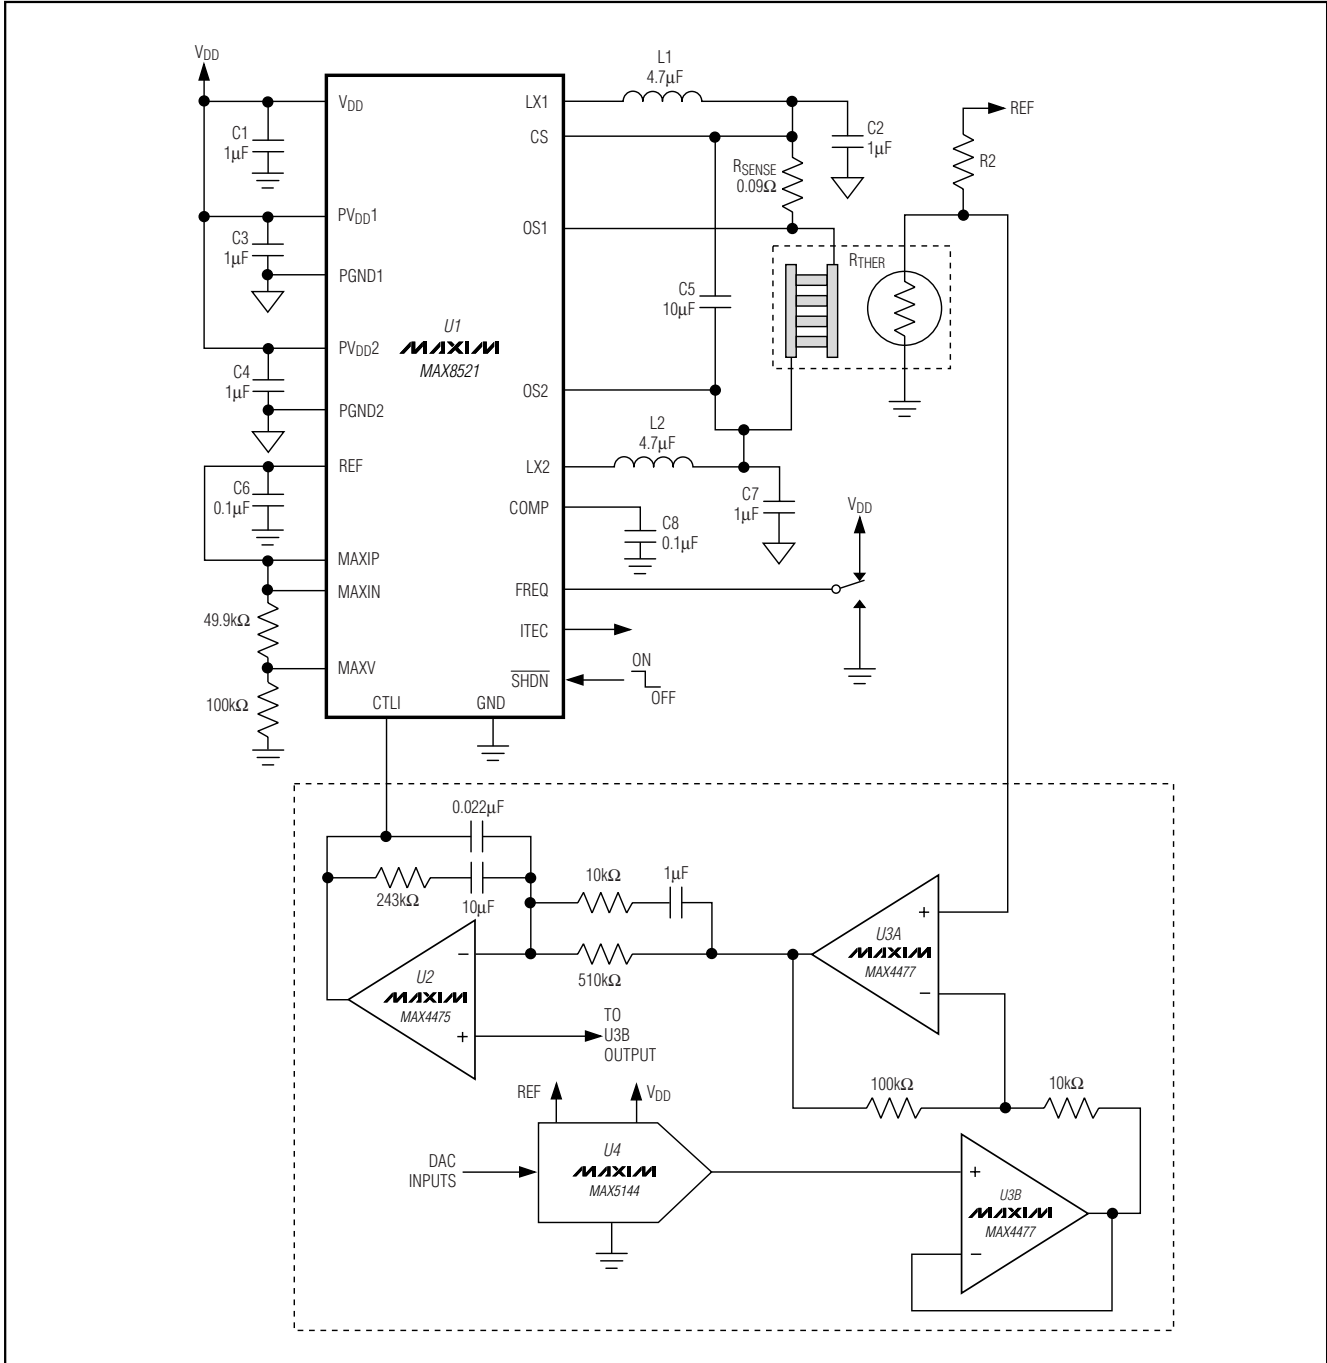 VDD
VDD
C1
1µF
PVDD1
C3
1µF
PGND1
PVDD2
C4
1µF
PGND2
REF
C6
0.1µF
MAXIP
MAXIN
49.9kΩ
MAXV
100kΩ
CTLI
GND
U1
MAXIM
MAX8521
LX1
CS
OS1
OS2
LX2
COMP
FREQ
ITEC
SHDN
ON
OFF
L1
4.7µF
C2
1µF
RSENSE
0.09Ω
C5
10µF
RTHER
REF
R2
L2
4.7µF
C7
1µF
C8
0.1µF
VDD
0.022µF
243kΩ
10µF
10kΩ
1µF
510kΩ
−
U2
MAXIM
MAX4475
+
TO
U3B
OUTPUT
+
U3A
MAXIM
MAX4477
−
100kΩ
10kΩ
REF
VDD
DAC
INPUTS
U4
MAXIM
MAX5144
+
U3B
MAXIM
MAX4477
−